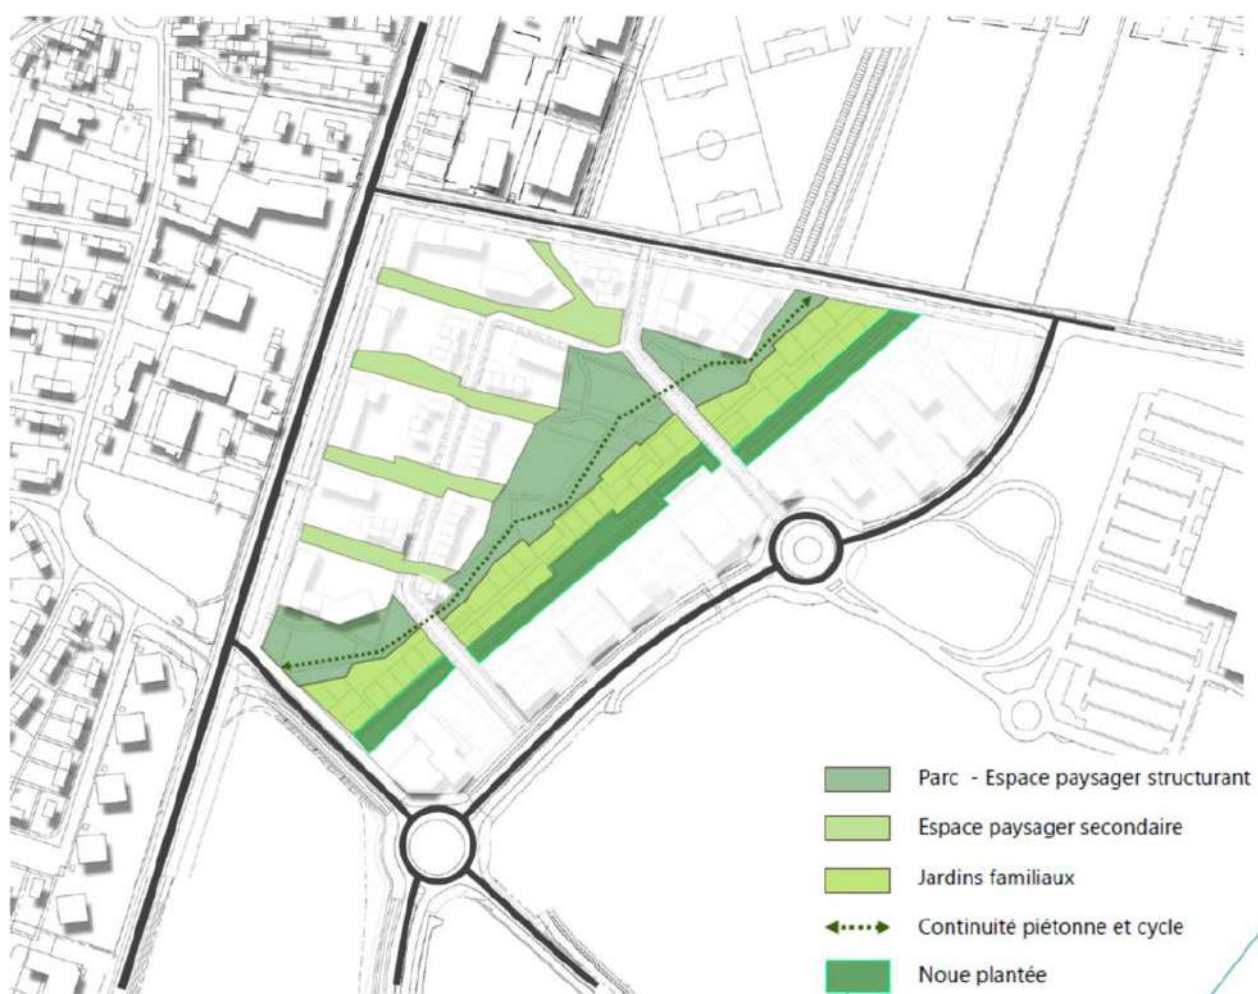 Parc - Espace paysager structurant
Espace paysager secondaire
Jardins familiaux
Continuité piétonne et cycle
Noue plantée